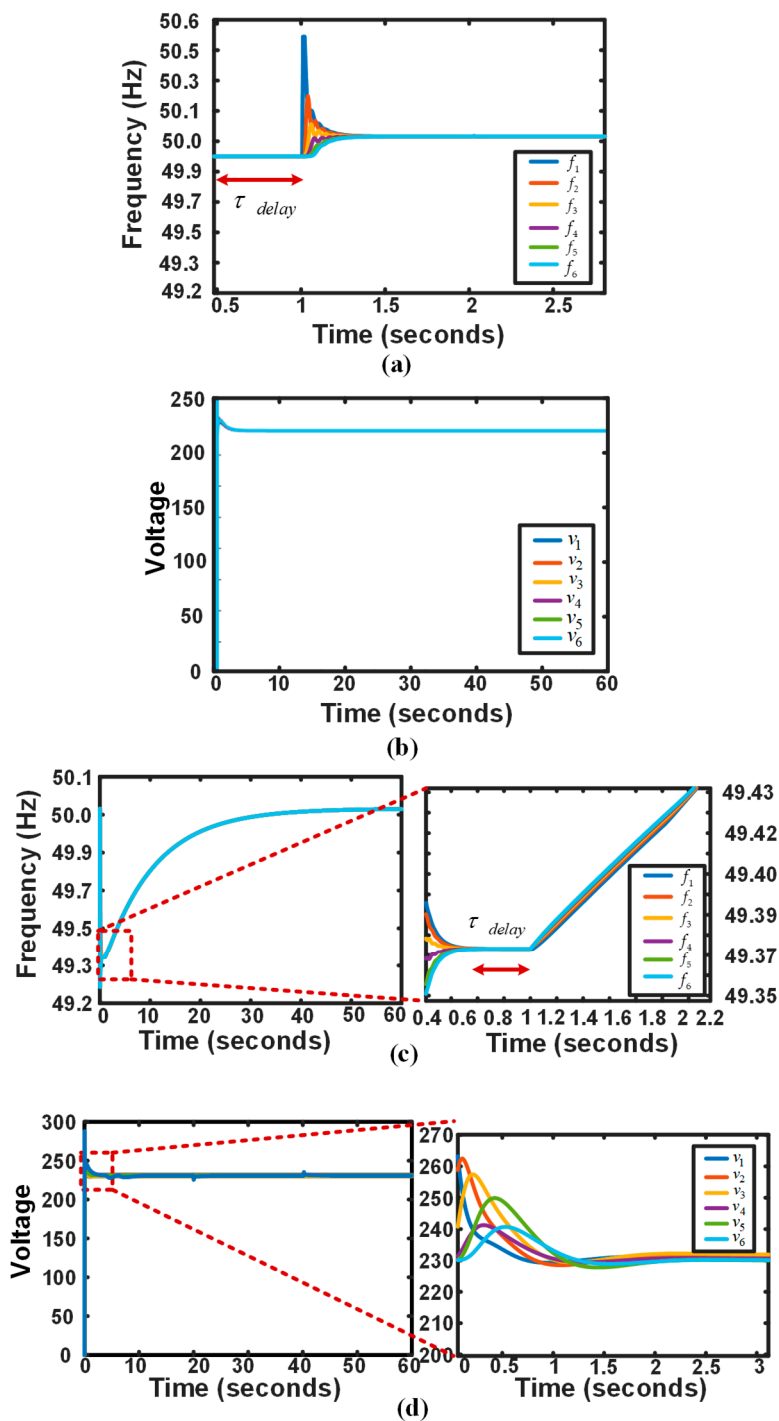 50.6
50.5
50.3
50.1
50.0
49.9
49.7
49.5
49.3
49.2
Frequency (Hz)
τ delay
f1
f2
f3
f4
f5
f6
0.5 1 1.5 2 2.5
Time (seconds)
(a)
250
200
150
100
50
0
Voltage
v1
v2
v3
v4
v5
v6
0 10 20 30 40 50 60
Time (seconds)
(b)
50.1
50.0
49.9
49.7
49.5
49.3
49.2
Frequency (Hz)
0 10 20 30 40 50 60
Time (seconds)
49.43
49.42
49.40
49.39
49.37
49.35
τ delay
f1
f2
f3
f4
f5
f6
0.4 0.6 0.8 1 1.2 1.4 1.6 1.8 2 2.2
Time (seconds)
(c)
300
250
200
150
100
50
0
Voltage
0 10 20 30 40 50 60
Time (seconds)
270
260
250
240
230
220
210
200
v1
v2
v3
v4
v5
v6
0 0.5 1 1.5 2 2.5 3
Time (seconds)
(d)